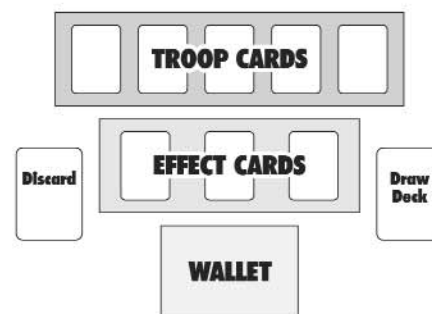 TROOP CARDS
EFFECT CARDS
Discard
Draw
Deck
WALLET